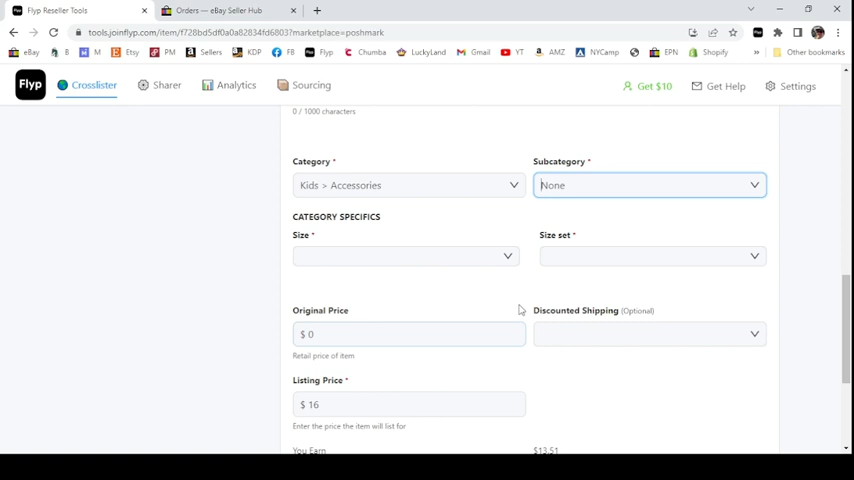 Flyp Reseller Tools
Orders — eBay Seller Hub
tools.joinflyp.com/item/f728bd5df0a0a82834fd6803?marketplace=poshmark
eBay B M Etsy PM Sellers KDP FB Flyp Chumba LuckyLand Gmail YT AMZ NYCamp EPN Shopify » Other bookmarks
Flyp Crosslister Sharer Analytics Sourcing Get $10 Get Help Settings
0 / 1000 characters
Category * Subcategory *
Kids > Accessories None
CATEGORY SPECIFICS
Size * Size set *
Original Price Discounted Shipping (Optional)
$ 0
Retail price of item
Listing Price *
$ 16
Enter the price the item will list for
You Earn $13.51